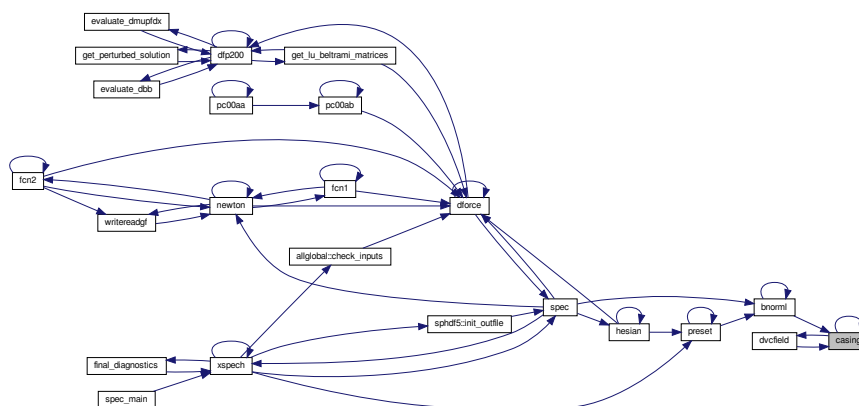 evaluate_dmupfdx
get_perturbed_solution
dfp200
get_lu_beltrami_matrices
evaluate_dbb
pc00aa
pc00ab
fcn2
fcn1
newton
dforce
writereadgf
allglobal::check_inputs
spec
bnorml
sphdf5::init_outfile
hesian
preset
dvcfield
casing
final_diagnostics
xspech
spec_main